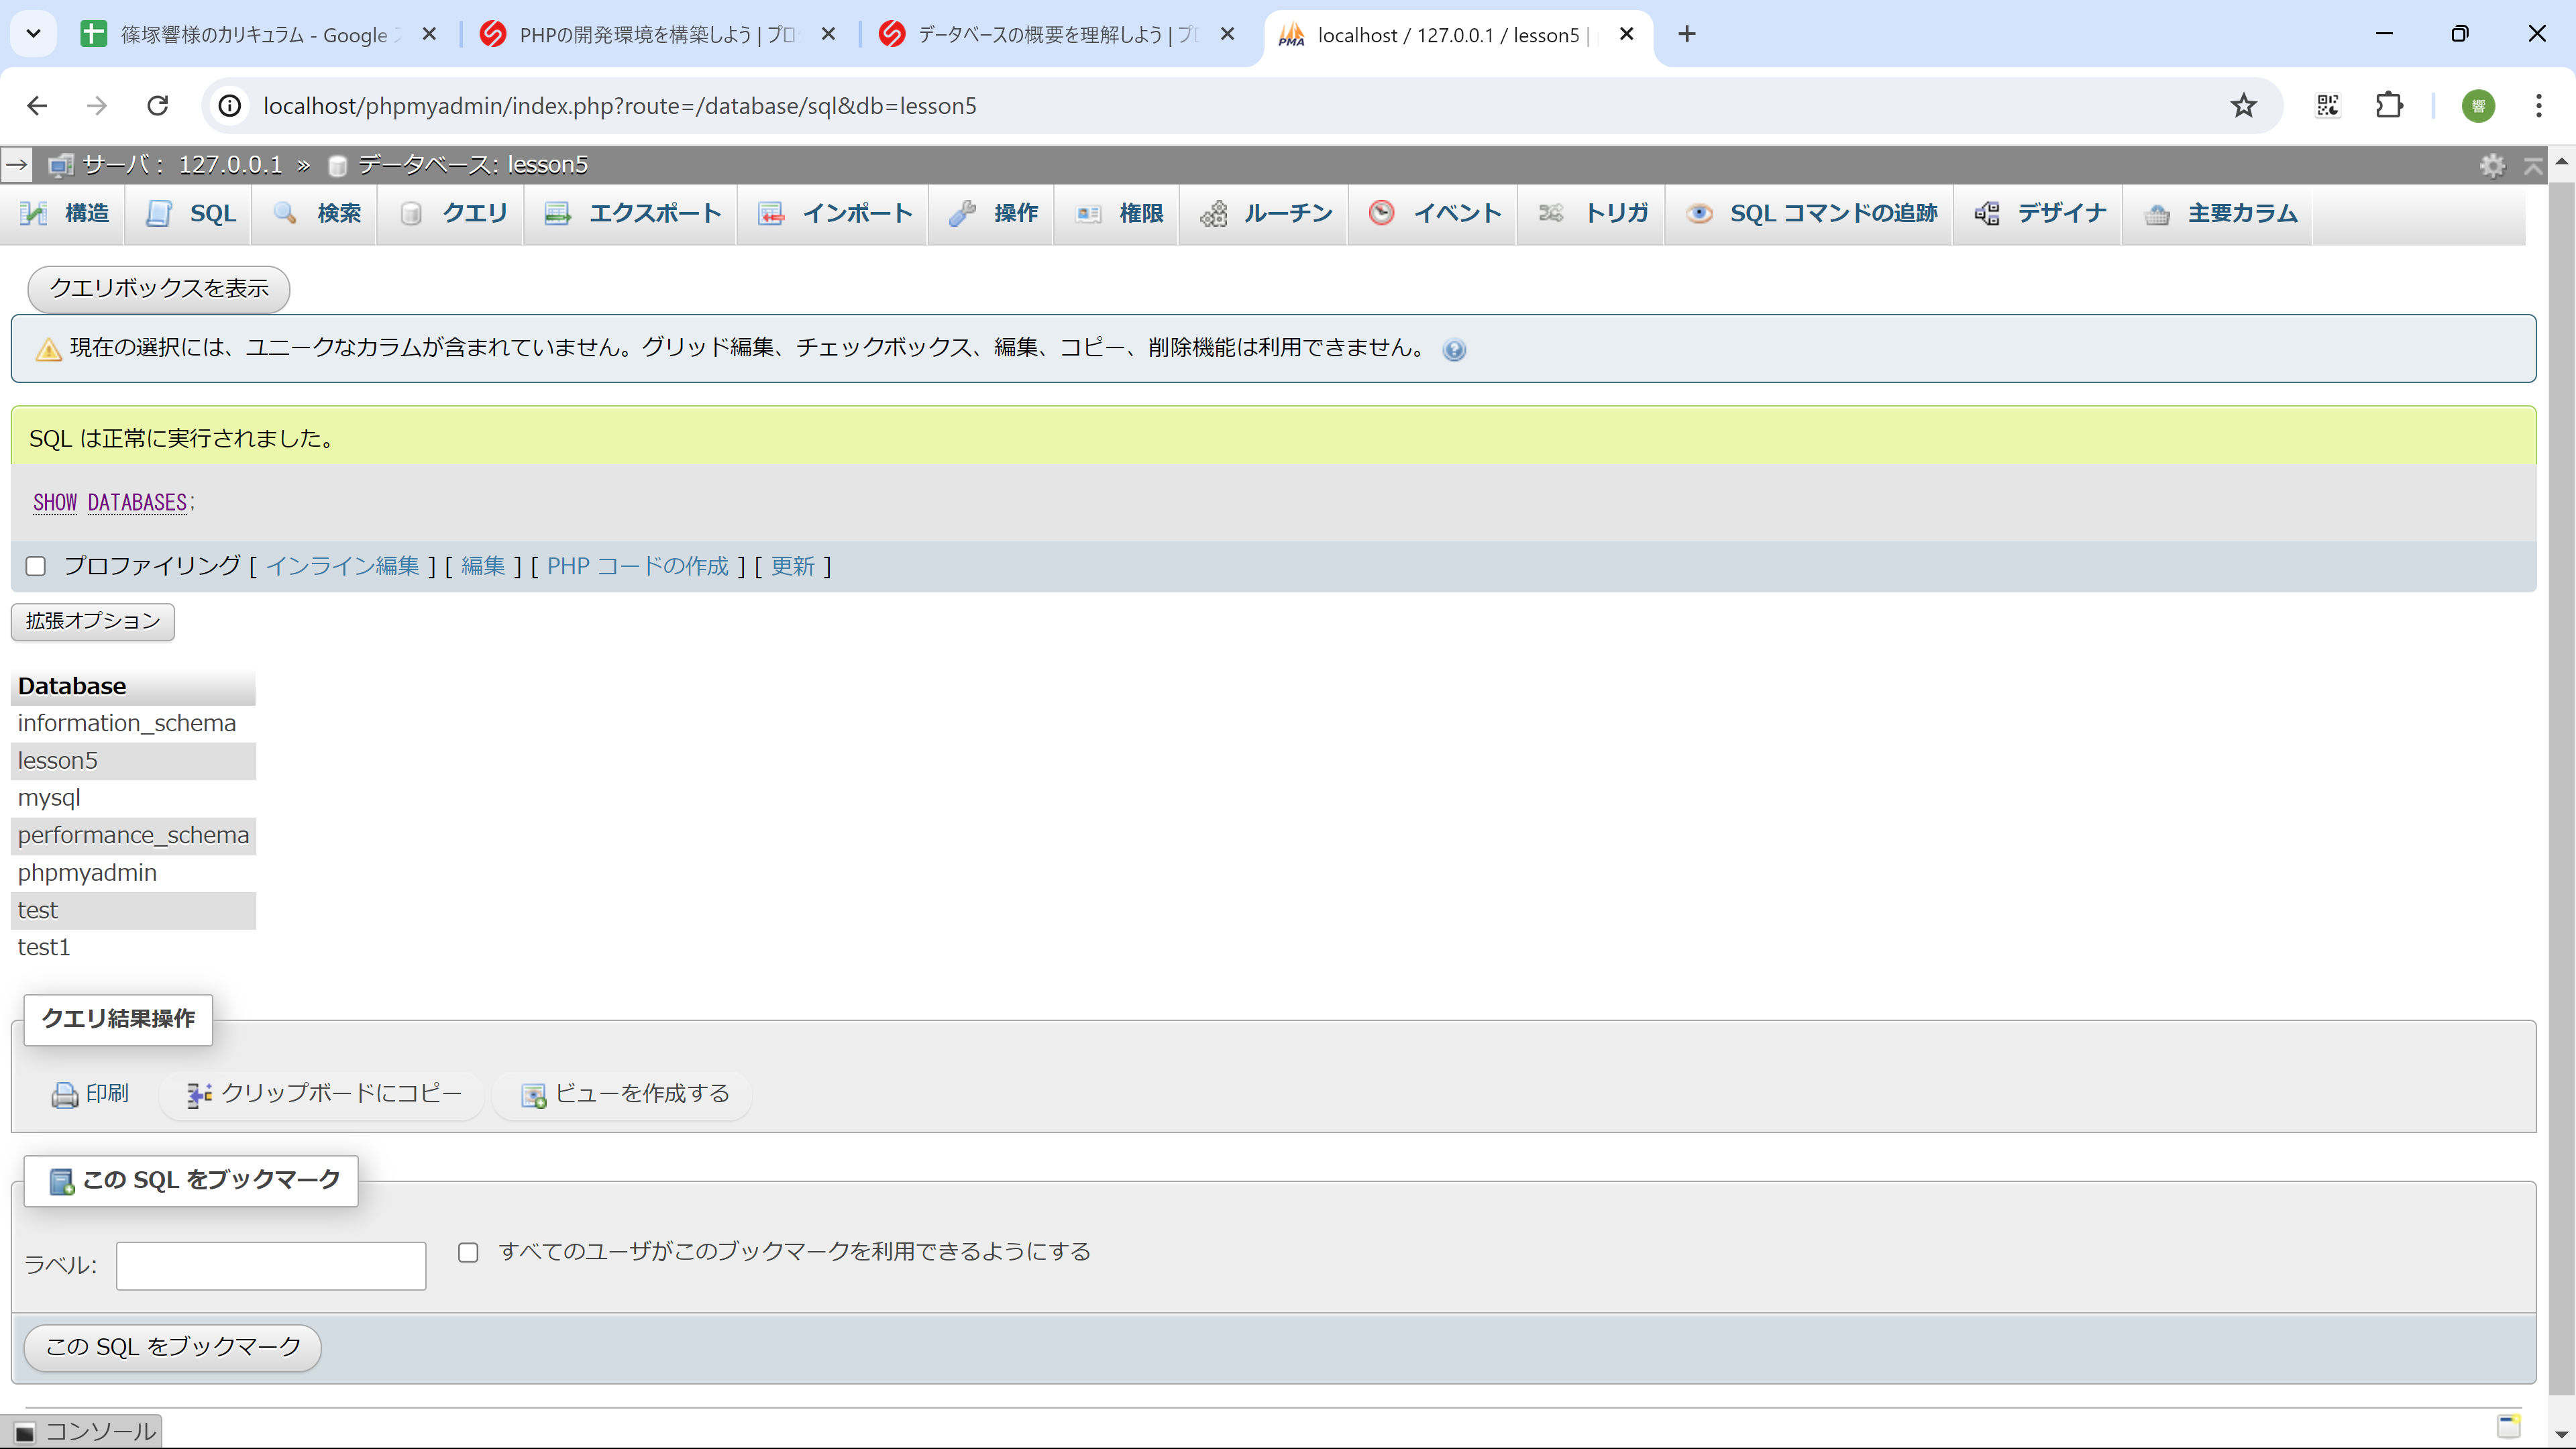 篠塚響様のカリキュラム - Google ス
PHPの開発環境を構築しよう | プロ
データベースの概要を理解しよう | プロ
localhost / 127.0.0.1 / lesson5 |
localhost/phpmyadmin/index.php?route=/database/sql&db=lesson5
響
サーバ： 127.0.0.1 » データベース: lesson5
構造 SQL 検索 クエリ エクスポート インポート 操作 権限 ルーチン イベント トリガ SQL コマンドの追跡 デザイナ 主要カラム
クエリボックスを表示
現在の選択には、ユニークなカラムが含まれていません。グリッド編集、チェックボックス、編集、コピー、削除機能は利用できません。
SQL は正常に実行されました。
SHOW DATABASES;
プロファイリング [ インライン編集 ] [ 編集 ] [ PHP コードの作成 ] [ 更新 ]
拡張オプション
Database
information_schema
lesson5
mysql
performance_schema
phpmyadmin
test
test1
クエリ結果操作
印刷 クリップボードにコピー ビューを作成する
この SQL をブックマーク
ラベル: すべてのユーザがこのブックマークを利用できるようにする
この SQL をブックマーク
コンソール